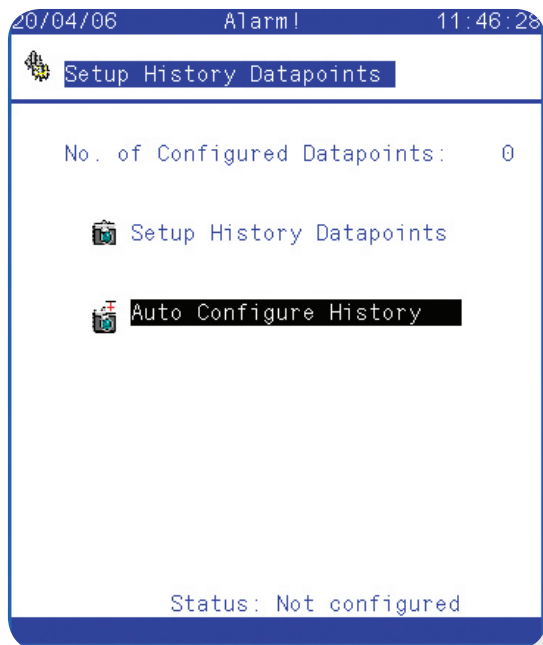 20/04/06 Alarm! 11:46:28
Setup History Datapoints
No. of Configured Datapoints: 0
Setup History Datapoints
Auto Configure History
Status: Not configured